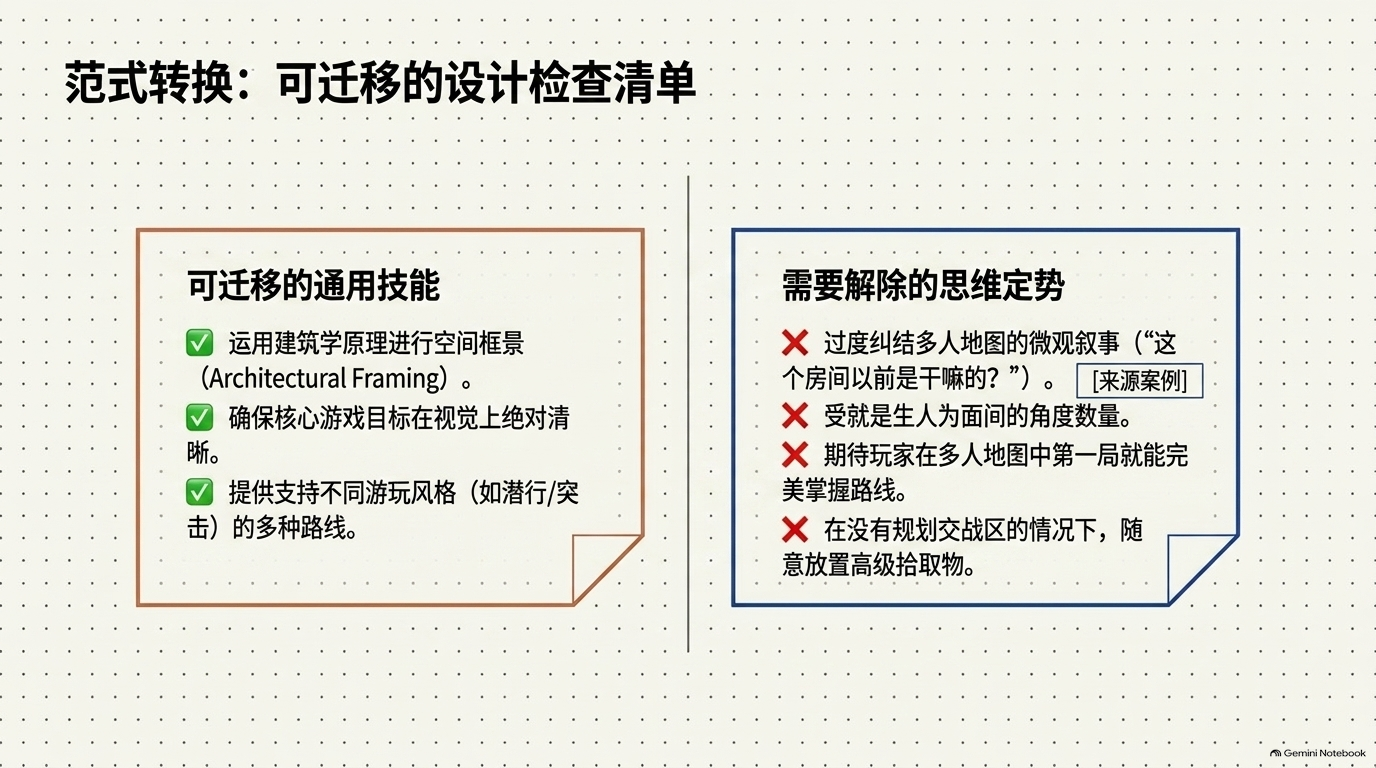 范式转换：可迁移的设计检查清单
可迁移的通用技能
✅ 运用建筑学原理进行空间框景
（Architectural Framing）。
✅ 确保核心游戏目标在视觉上绝对清
晰。
✅ 提供支持不同游玩风格（如潜行/突
击）的多种路线。
需要解除的思维定势
❌ 过度纠结多人地图的微观叙事（“这
个房间以前是干嘛的？”）。 [来源案例]
❌ 受就是生人为面间的角度数量。
❌ 期待玩家在多人地图中第一局就能完
美掌握路线。
❌ 在没有规划交战区的情况下，随
意放置高级拾取物。
Gemini Notebook